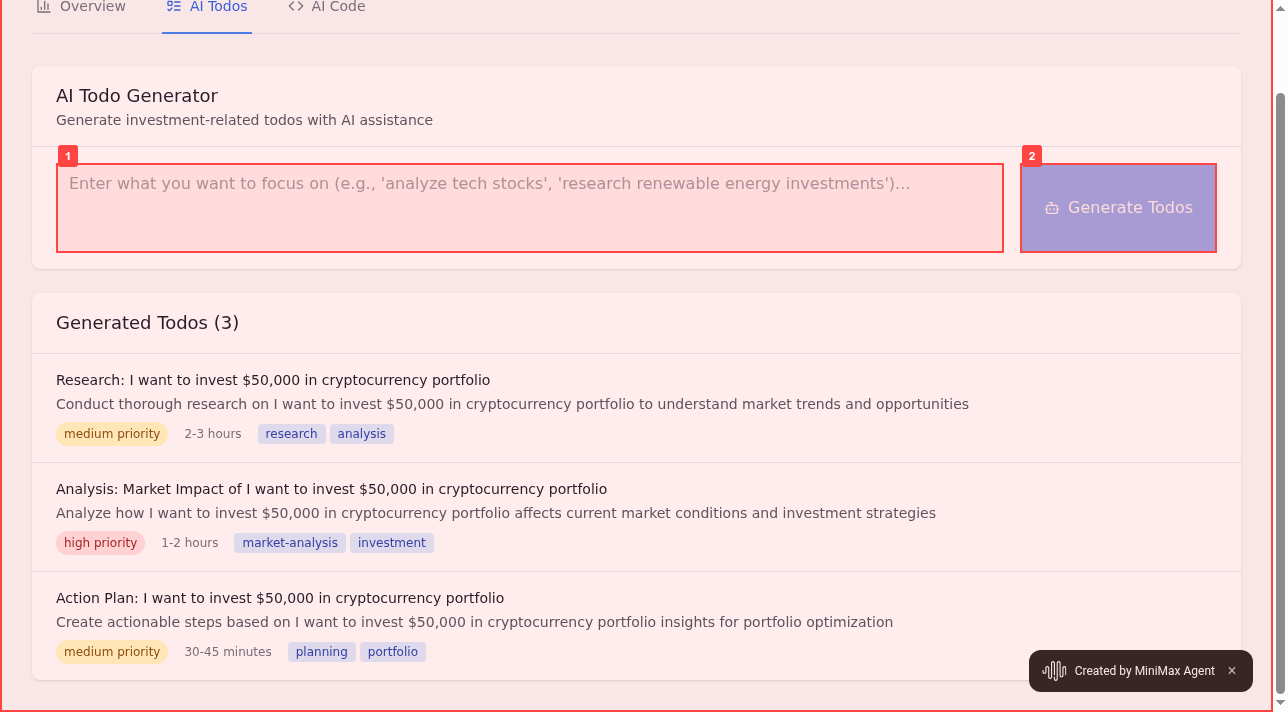 Overview AI Todos AI Code
AI Todo Generator
Generate investment-related todos with AI assistance
1 2
Enter what you want to focus on (e.g., 'analyze tech stocks', 'research renewable energy investments')...
Generate Todos
Generated Todos (3)
Research: I want to invest $50,000 in cryptocurrency portfolio
Conduct thorough research on I want to invest $50,000 in cryptocurrency portfolio to understand market trends and opportunities
medium priority 2-3 hours research analysis
Analysis: Market Impact of I want to invest $50,000 in cryptocurrency portfolio
Analyze how I want to invest $50,000 in cryptocurrency portfolio affects current market conditions and investment strategies
high priority 1-2 hours market-analysis investment
Action Plan: I want to invest $50,000 in cryptocurrency portfolio
Create actionable steps based on I want to invest $50,000 in cryptocurrency portfolio insights for portfolio optimization
medium priority 30-45 minutes planning portfolio
Created by MiniMax Agent ×